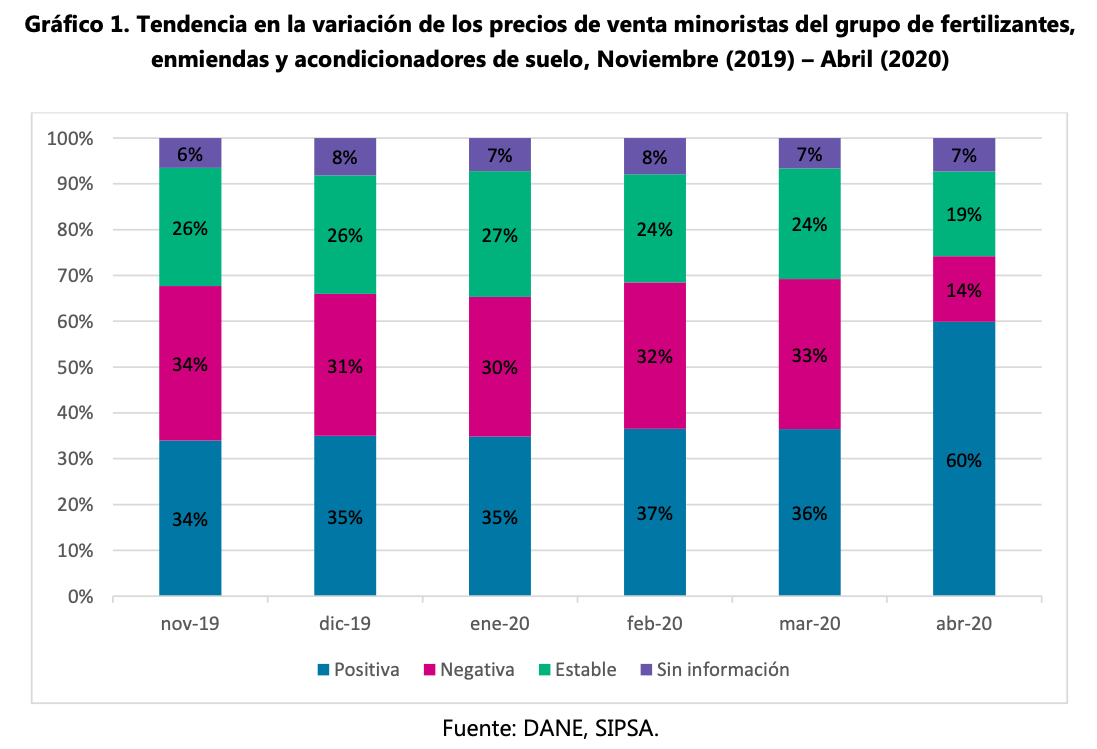 Gráfico 1. Tendencia en la variación de los precios de venta minoristas del grupo de fertilizantes,
enmiendas y acondicionadores de suelo, Noviembre (2019) – Abril (2020)
100%
90%
80%
70%
60%
50%
40%
30%
20%
10%
0%
6% 8% 7% 8% 7% 7%
26% 26% 27% 24% 24% 19%
34% 31% 30% 32% 33% 14%
34% 35% 35% 37% 36% 60%
nov-19 dic-19 ene-20 feb-20 mar-20 abr-20
Positiva Negativa Estable Sin información
Fuente: DANE, SIPSA.